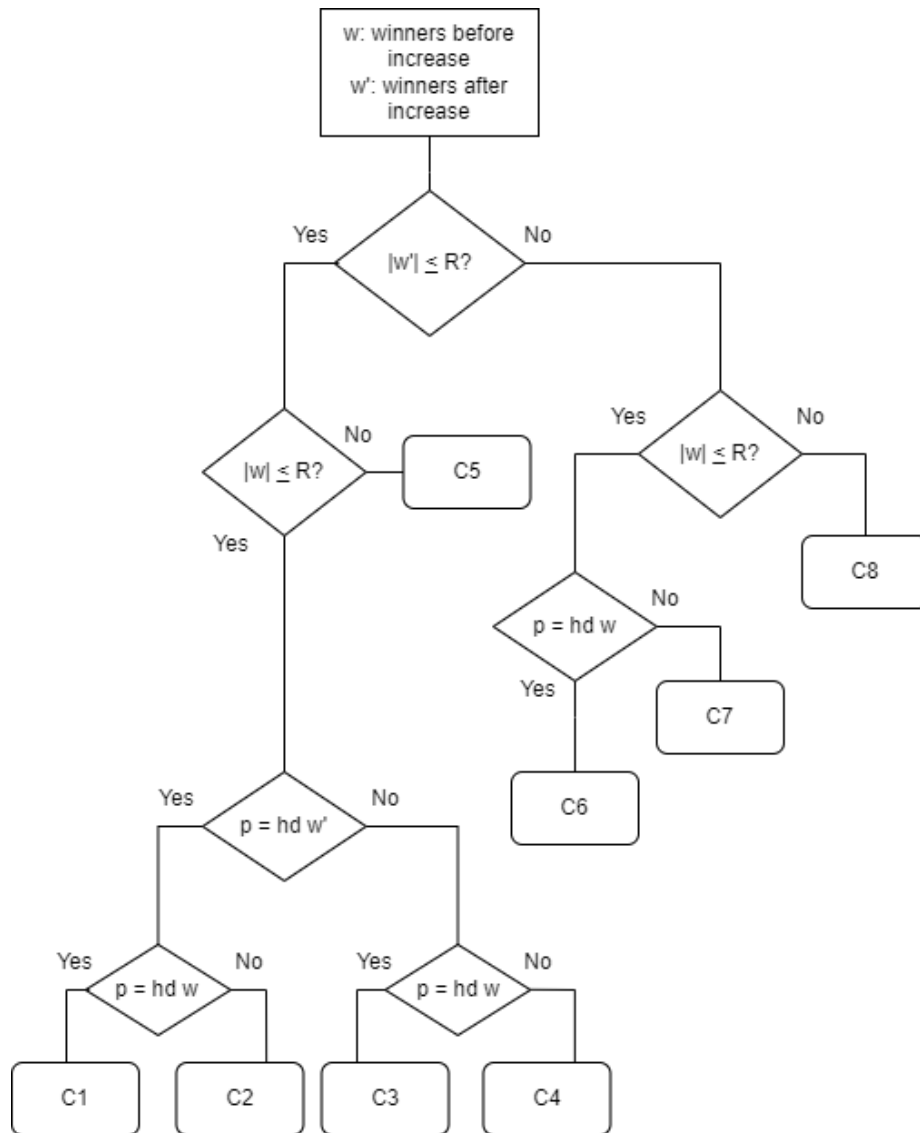 w: winners before
increase
w': winners after
increase
Yes
No
|w'| ≤ R?
Yes
No
No
|w| ≤ R?
|w| ≤ R?
C5
Yes
C8
No
p = hd w
Yes
C7
Yes
No
C6
p = hd w'
Yes
No
Yes
No
p = hd w
p = hd w
C1
C2
C3
C4